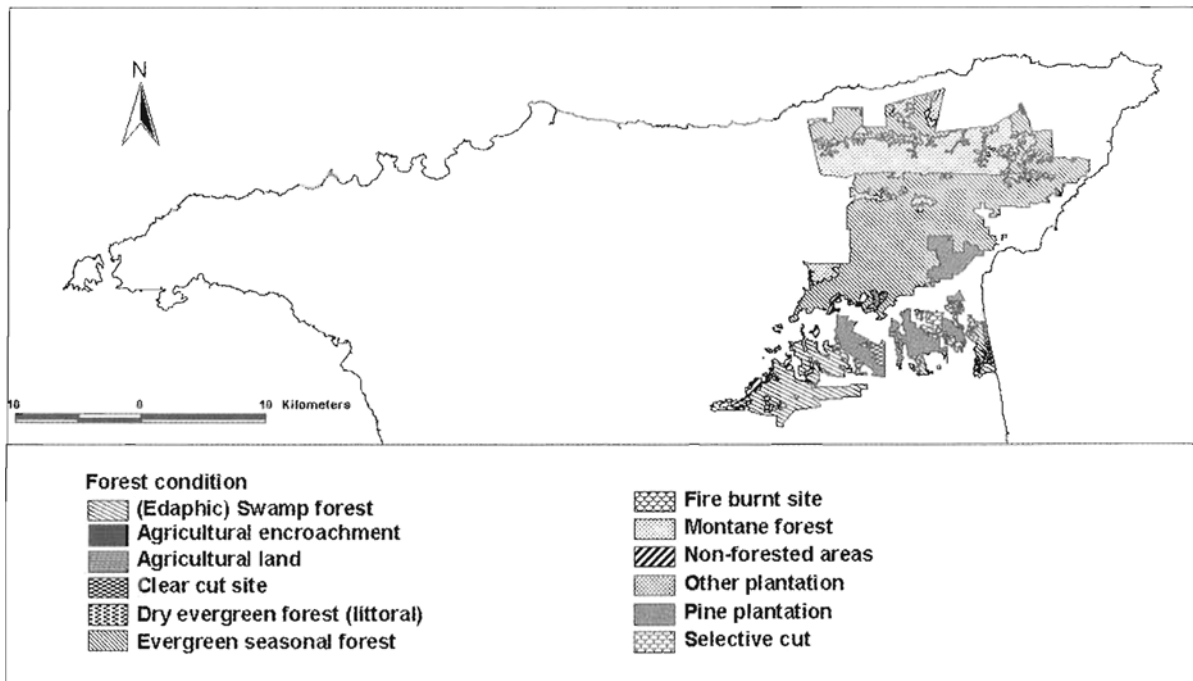 N
10 0 10 Kilometers
Forest condition
(Edaphic) Swamp forest
Agricultural encroachment
Agricultural land
Clear cut site
Dry evergreen forest (littoral)
Evergreen seasonal forest
Fire burnt site
Montane forest
Non-forested areas
Other plantation
Pine plantation
Selective cut